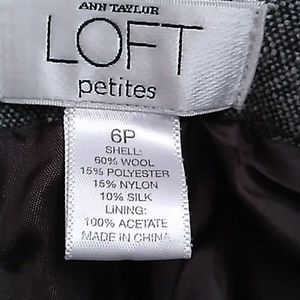 ANN TAYLOR
LOFT
petites
6P
SHELL:
60% WOOL
15% POLYESTER
15% NYLON
10% SILK
LINING:
100% ACETATE
MADE IN CHINA